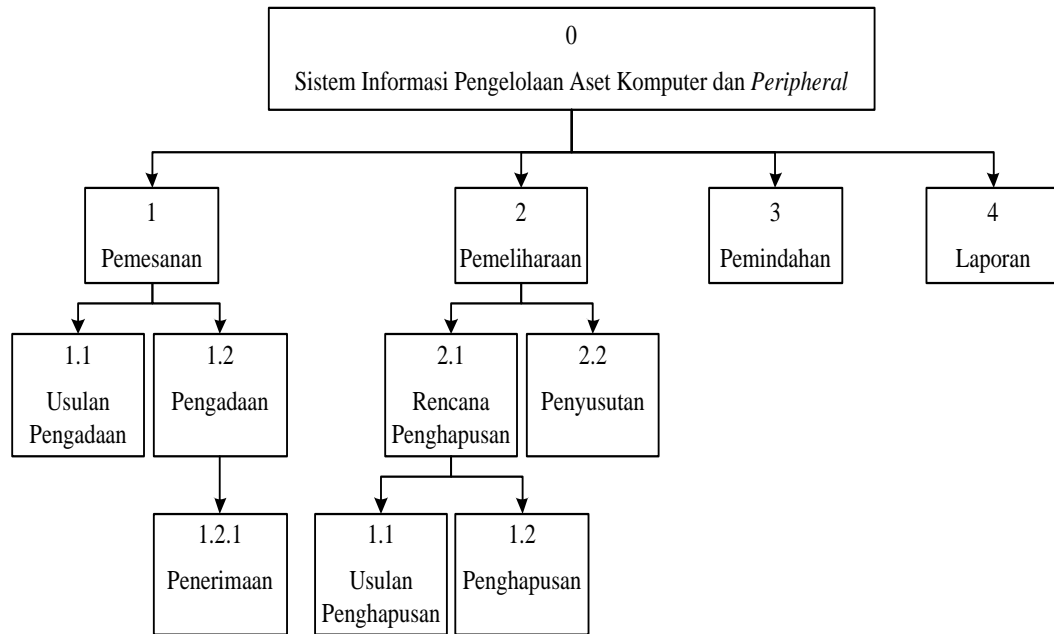 0
Sistem Informasi Pengelolaan Aset Komputer dan Peripheral
1
Pemesanan
2
Pemeliharaan
3
Pemindahan
4
Laporan
1.1
Usulan
Pengadaan
1.2
Pengadaan
2.1
Rencana
Penghapusan
2.2
Penyusutan
1.2.1
Penerimaan
1.1
Usulan
Penghapusan
1.2
Penghapusan